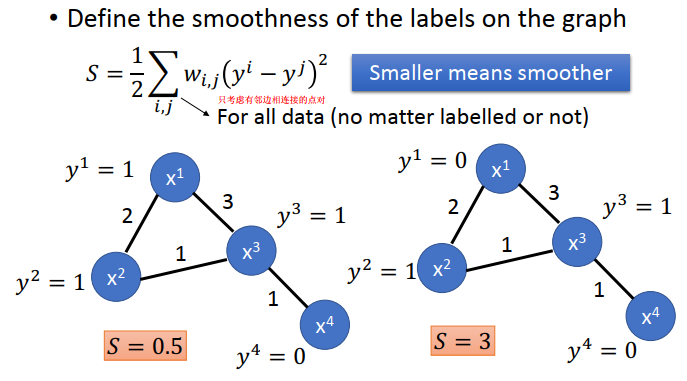 • Define the smoothness of the labels on the graph
S = 1/2 ∑_{i,j} w_{i,j}(y^i − y^j)^2
Smaller means smoother
只考虑有邻边相连接的点对
For all data (no matter labelled or not)
y^1 = 1
x^1
2
3
y^3 = 1
x^3
1
y^2 = 1
x^2
1
x^4
S = 0.5
y^4 = 0
y^1 = 0
x^1
2
3
y^3 = 1
x^3
1
y^2 = 1
x^2
1
x^4
S = 3
y^4 = 0